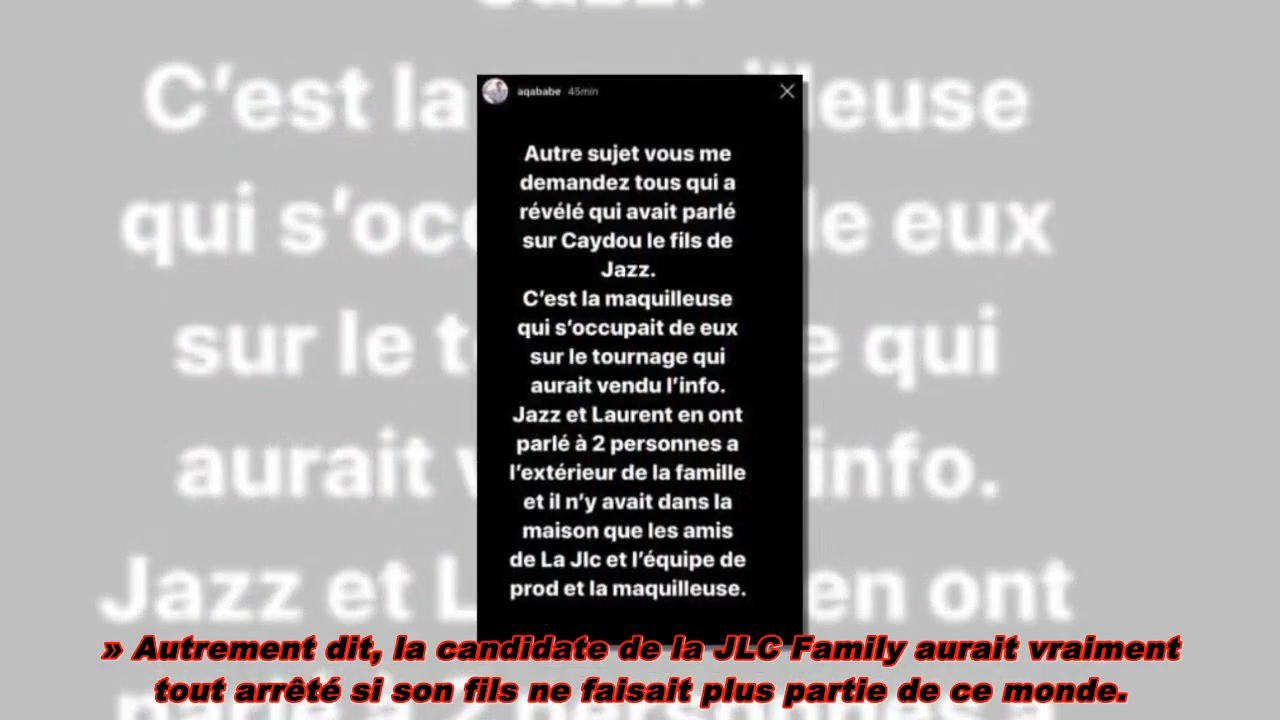 aqababe 45min
Autre sujet vous me
demandez tous qui a
révélé qui avait parlé
sur Caydou le fils de
Jazz.
C'est la maquilleuse
qui s'occupait de eux
sur le tournage qui
aurait vendu l'info.
Jazz et Laurent en ont
parlé à 2 personnes a
l'extérieur de la famille
et il n'y avait dans la
maison que les amis
de La Jlc et l'équipe de
prod et la maquilleuse.
» Autrement dit, la candidate de la JLC Family aurait vraiment
tout arrêté si son fils ne faisait plus partie de ce monde.